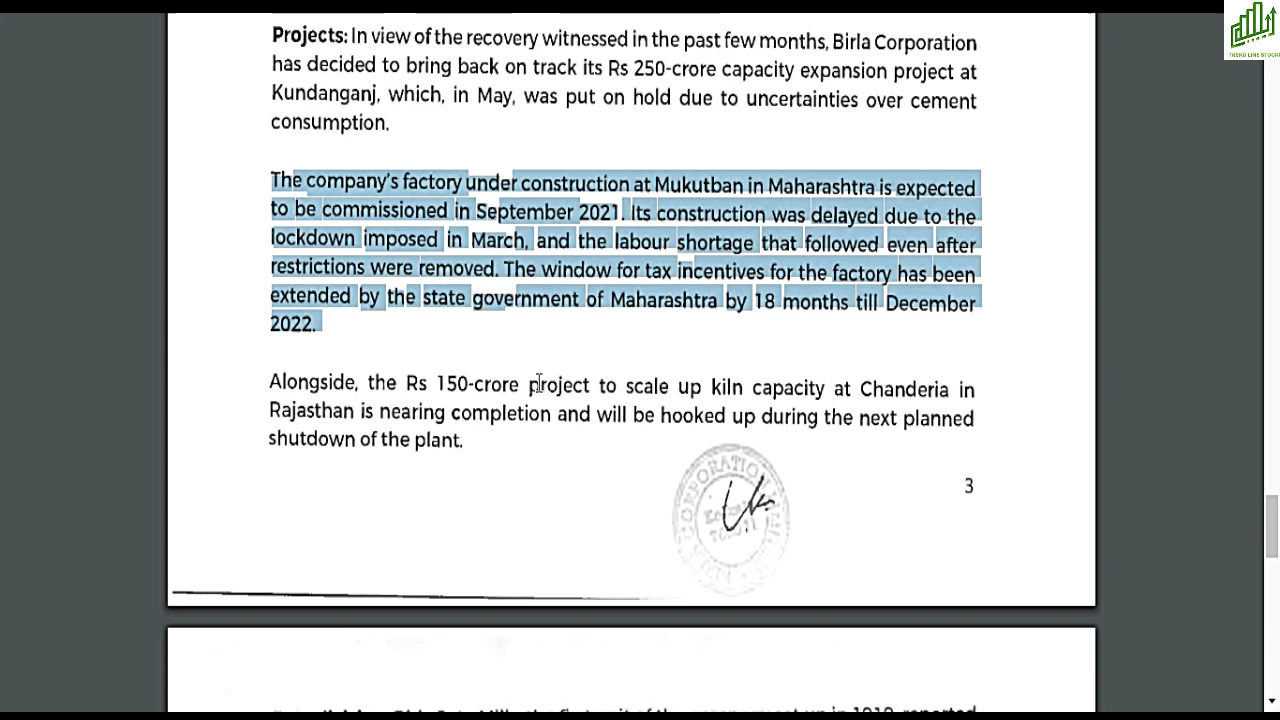 TREND LINE STOCKS
Projects: In view of the recovery witnessed in the past few months, Birla Corporation
has decided to bring back on track its Rs 250-crore capacity expansion project at
Kundanganj, which, in May, was put on hold due to uncertainties over cement
consumption.
The company's factory under construction at Mukutban in Maharashtra is expected
to be commissioned in September 2021. Its construction was delayed due to the
lockdown imposed in March, and the labour shortage that followed even after
restrictions were removed. The window for tax incentives for the factory has been
extended by the state government of Maharashtra by 18 months till December
2022.
Alongside, the Rs 150-crore project to scale up kiln capacity at Chanderia in
Rajasthan is nearing completion and will be hooked up during the next planned
shutdown of the plant.
CORPORATION
3